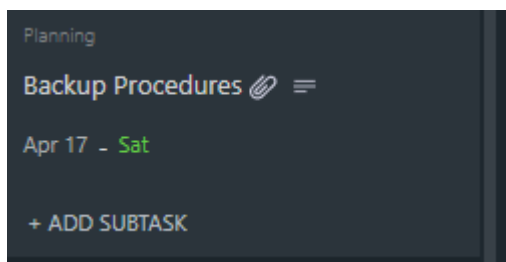 Planning
Backup Procedures
Apr 17 - Sat
+ ADD SUBTASK